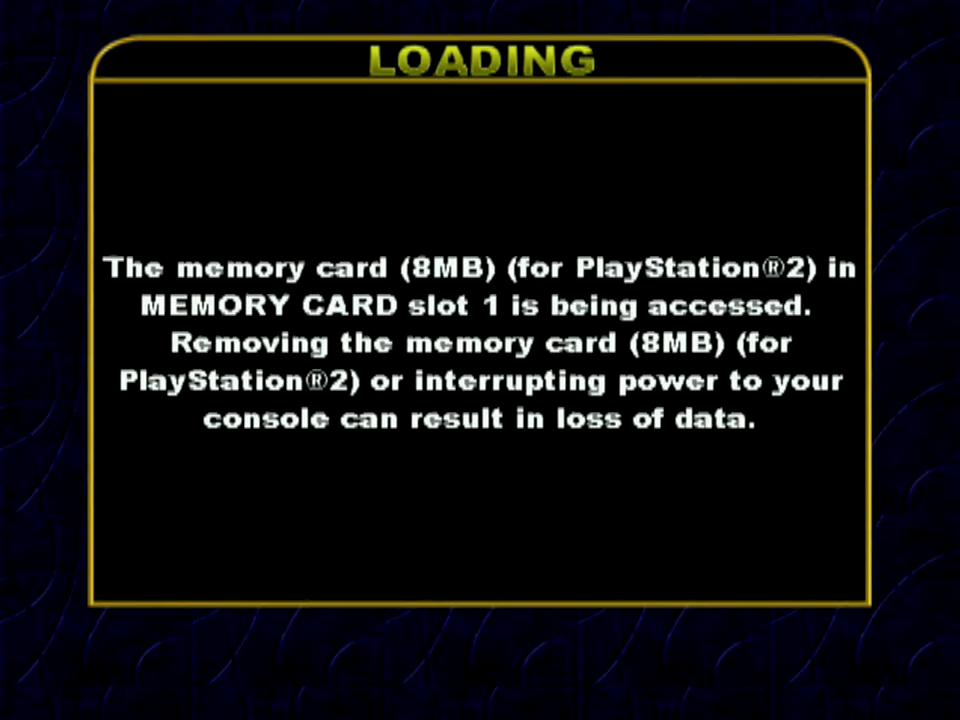 LOADING
The memory card (8MB) (for PlayStation®2) in
MEMORY CARD slot 1 is being accessed.
Removing the memory card (8MB) (for
PlayStation®2) or interrupting power to your
console can result in loss of data.